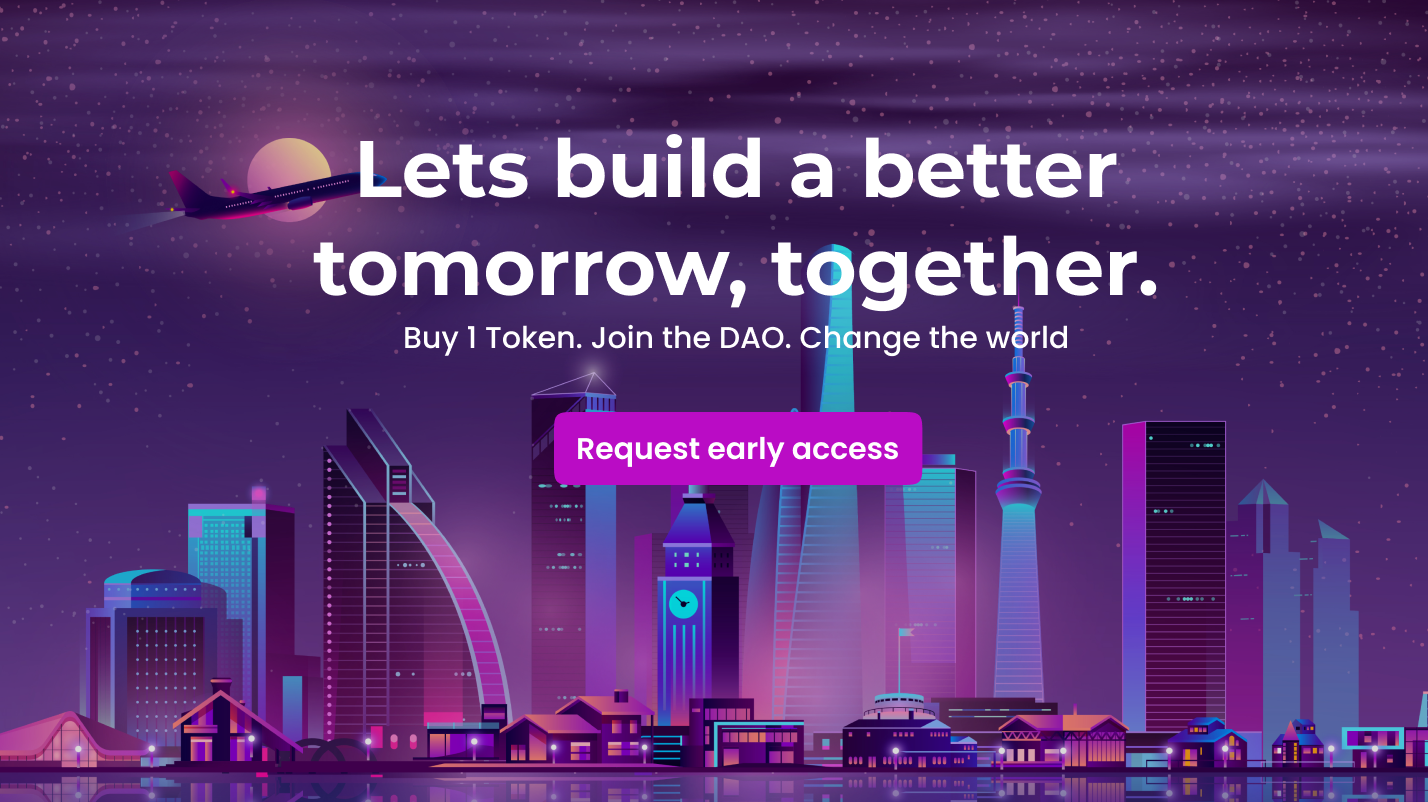 Lets build a better
tomorrow, together.
Buy 1 Token. Join the DAO. Change the world
Request early access